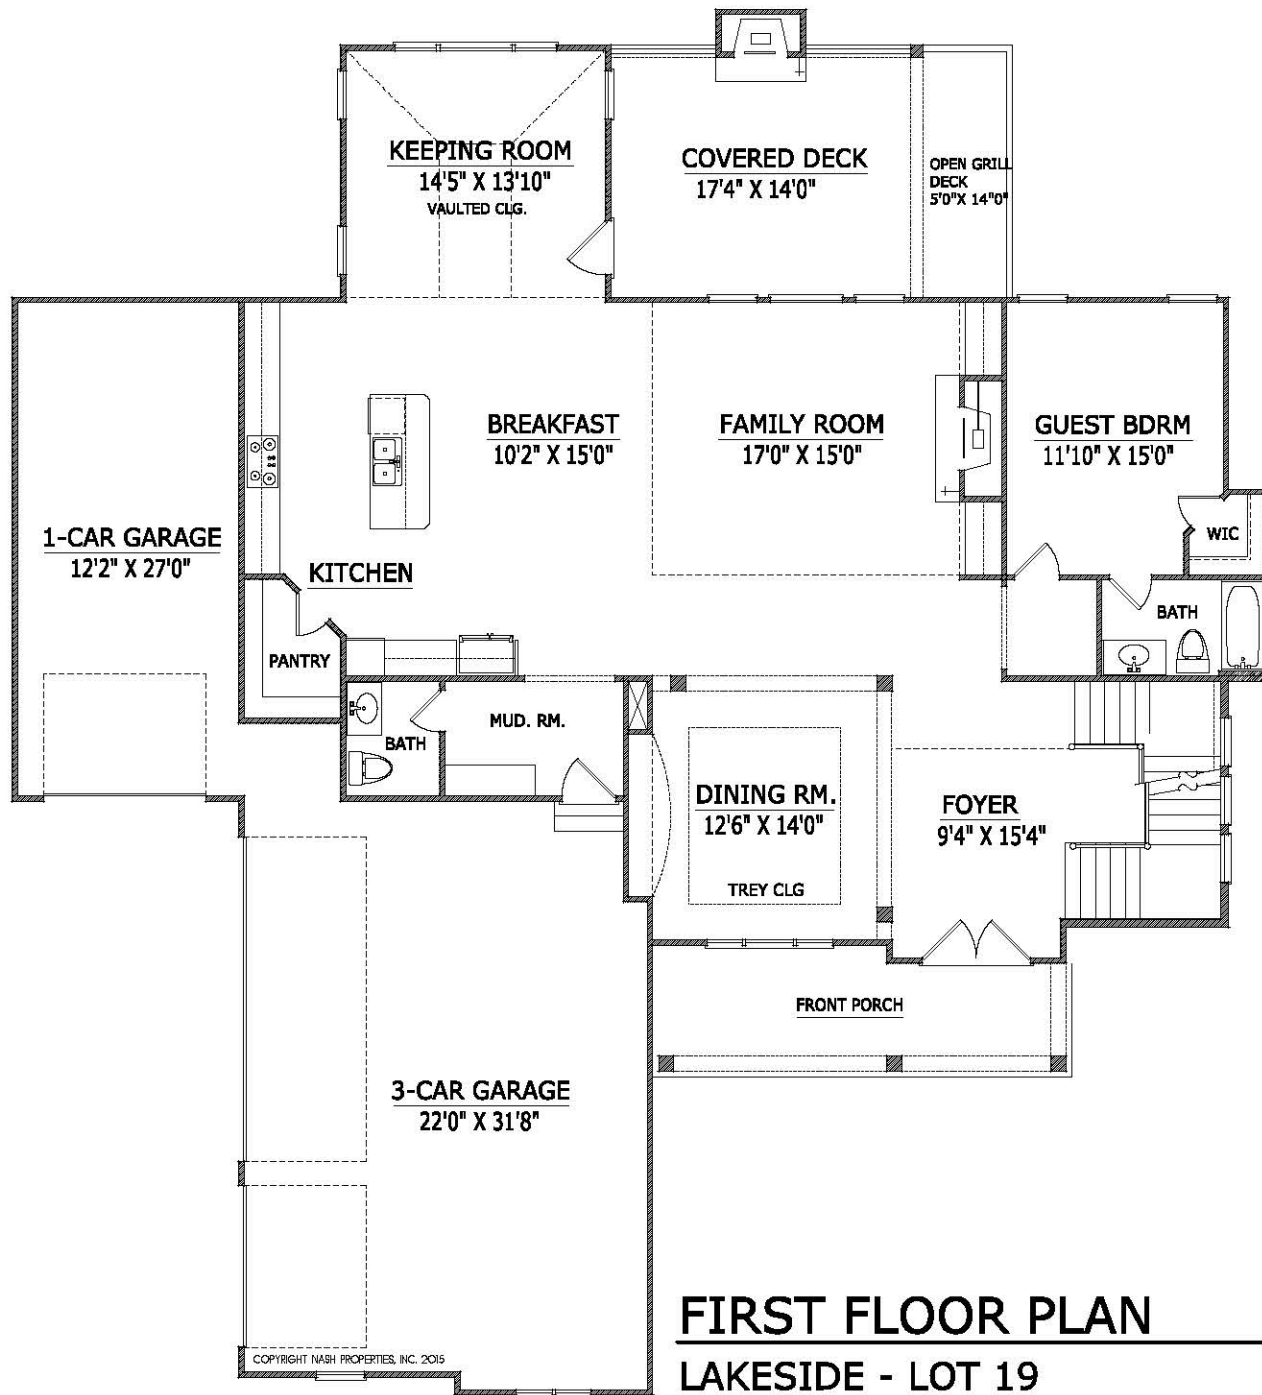 KEEPING ROOM
14'5" X 13'10"
VAULTED CLG.
COVERED DECK
17'4" X 14'0"
OPEN GRILL
DECK
5'0"X 14'0"
BREAKFAST
10'2" X 15'0"
FAMILY ROOM
17'0" X 15'0"
GUEST BDRM
11'10" X 15'0"
1-CAR GARAGE
12'2" X 27'0"
WIC
KITCHEN
BATH
PANTRY
MUD. RM.
BATH
DINING RM.
12'6" X 14'0"
TREY CLG
FOYER
9'4" X 15'4"
FRONT PORCH
3-CAR GARAGE
22'0" X 31'8"
COPYRIGHT NASH PROPERTIES, INC. 2015
FIRST FLOOR PLAN
LAKESIDE - LOT 19